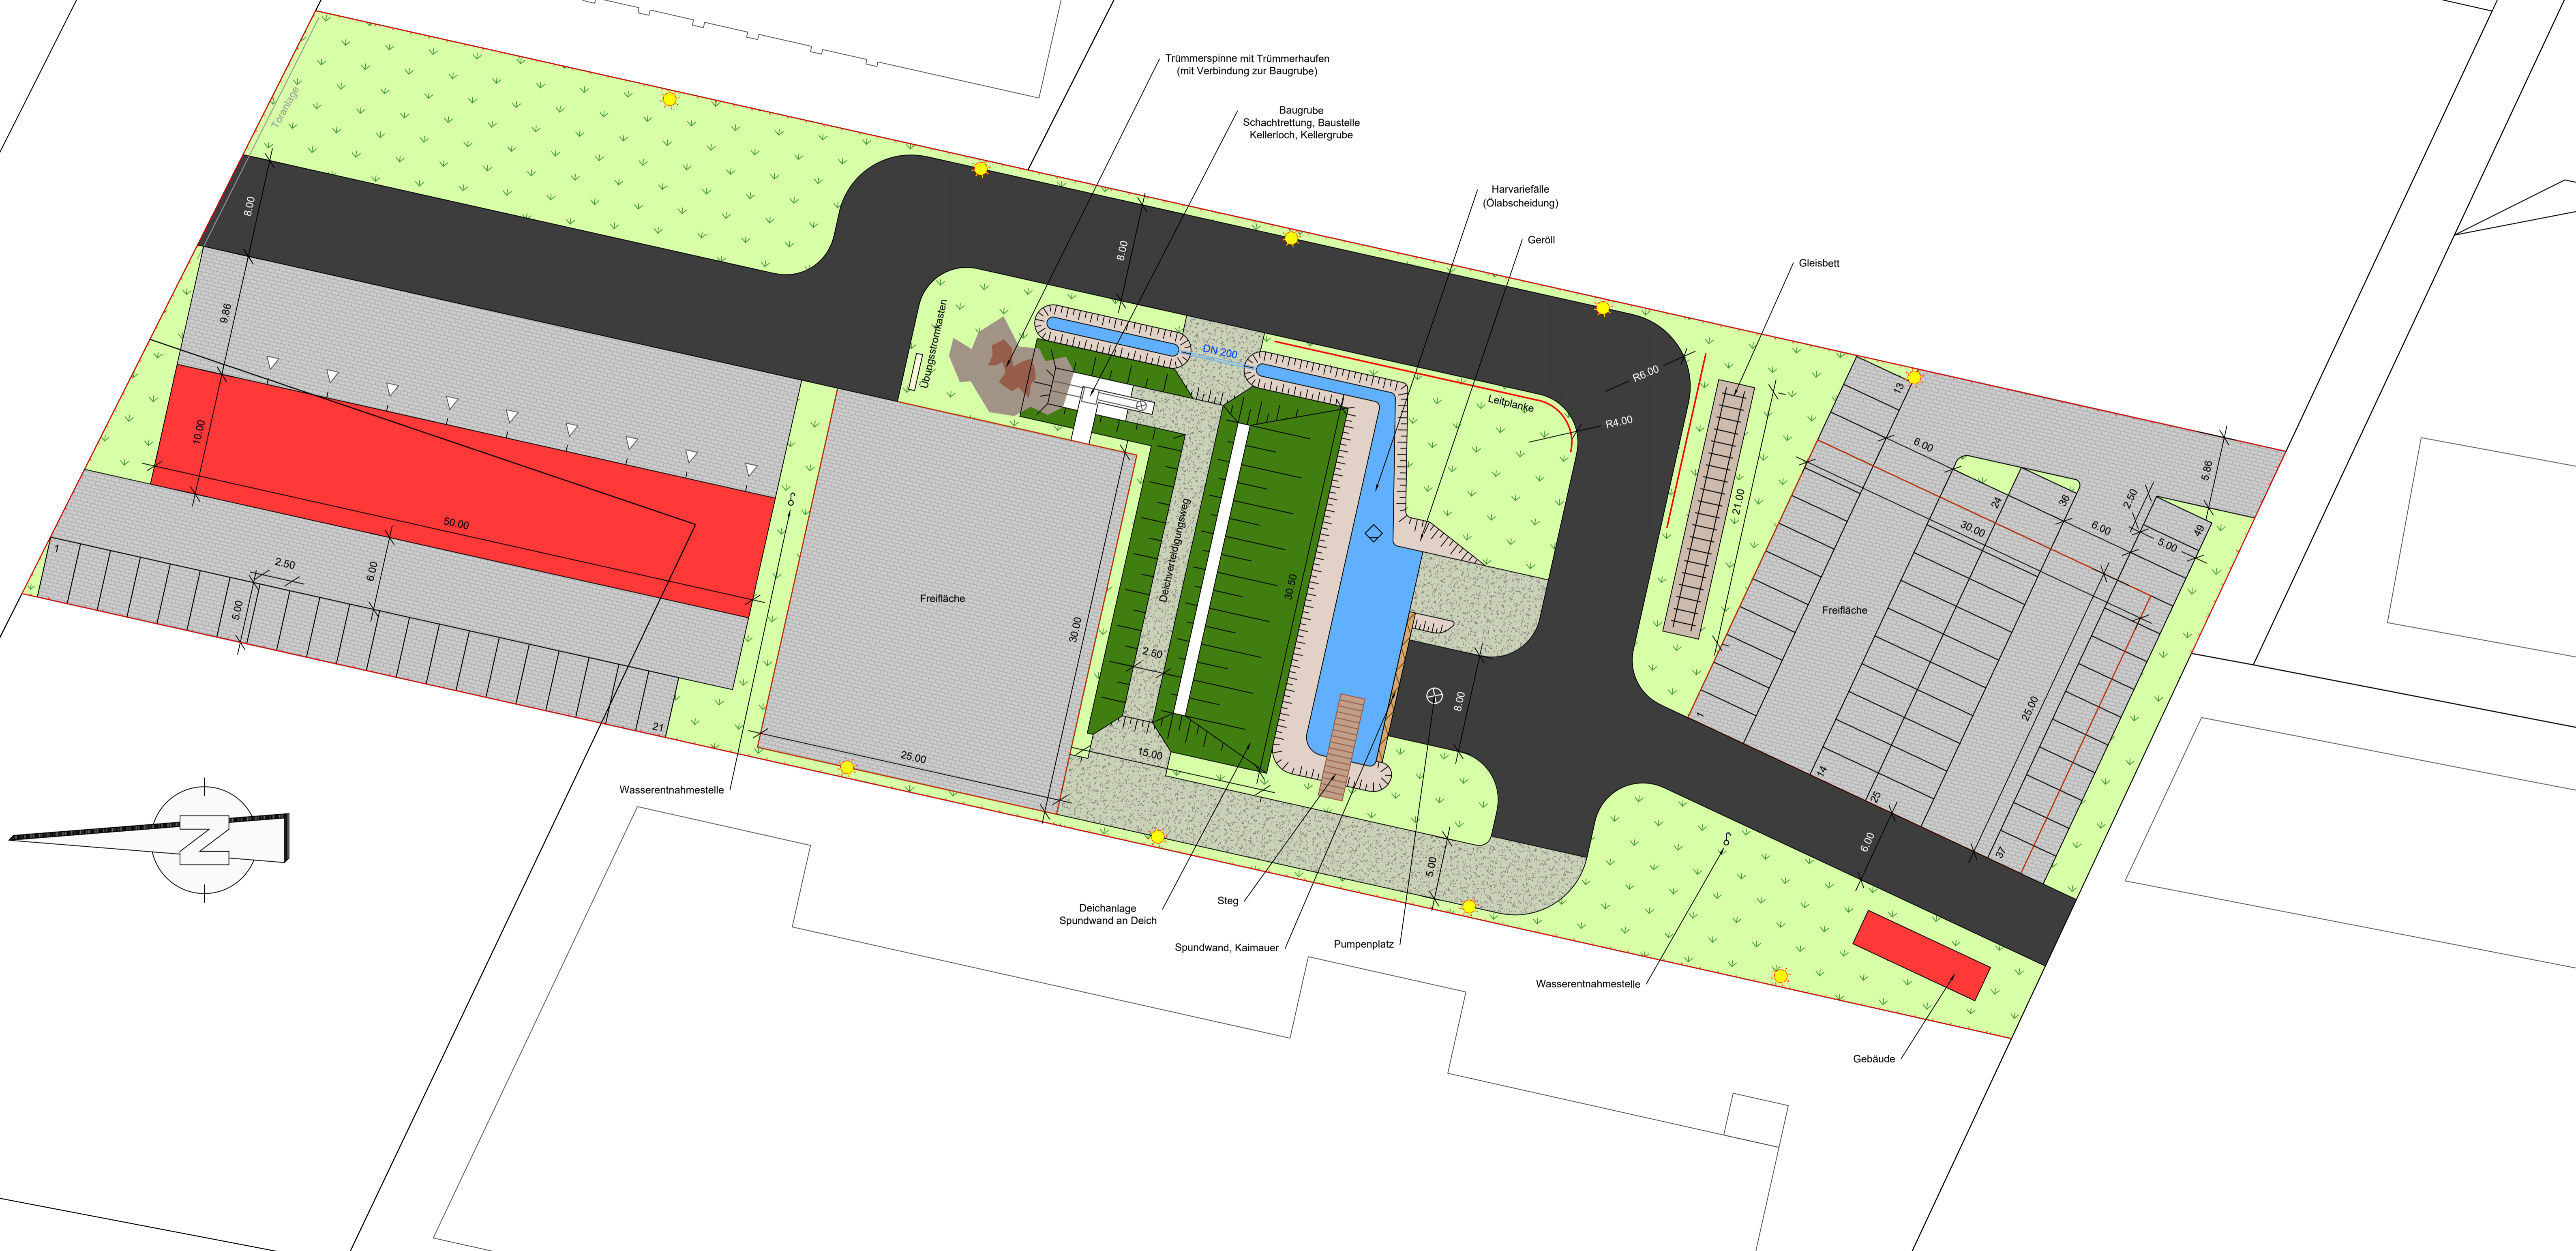 Trümmerspinne mit Trümmerhaufen
(mit Verbindung zur Baugrube)
Baugrube
Schachtrettung, Baustelle
Kellerloch, Kellergrube
Harvariefälle
(Ölabscheidung)
Geröll
Gleisbett
Toranlage
8.00
9.86
10.00
50.00
2.50
6.00
5.00
1
21
8.00
Übungsstromkasten
DN 200
Leitplanke
R6.00
R4.00
21.00
Freifläche
30.00
25.00
Deichverteidigungsweg
2.50
15.00
30.50
8.00
5.00
13
6.00
24
36
2.50
5.86
49
30.00
6.00
5.00
Freifläche
25.00
1
14
25
37
6.00
Wasserentnahmestelle
N
Deichanlage
Spundwand an Deich
Steg
Spundwand, Kaimauer
Pumpenplatz
Wasserentnahmestelle
Gebäude